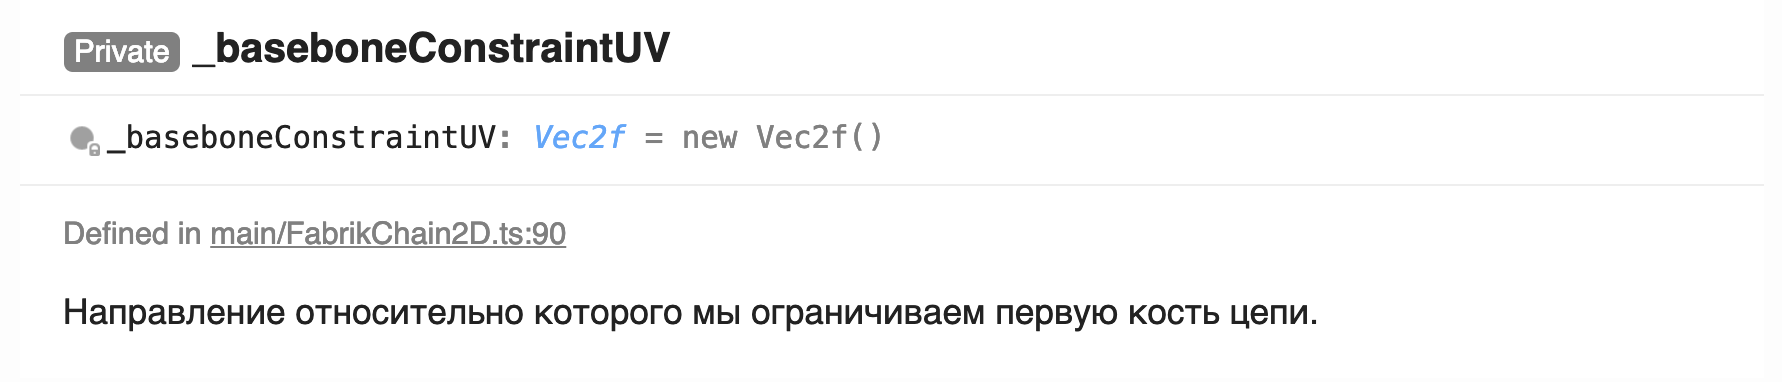 Private _baseboneConstraintUV
_baseboneConstraintUV: Vec2f = new Vec2f()
Defined in main/FabrikChain2D.ts:90
Направление относительно которого мы ограничиваем первую кость цепи.